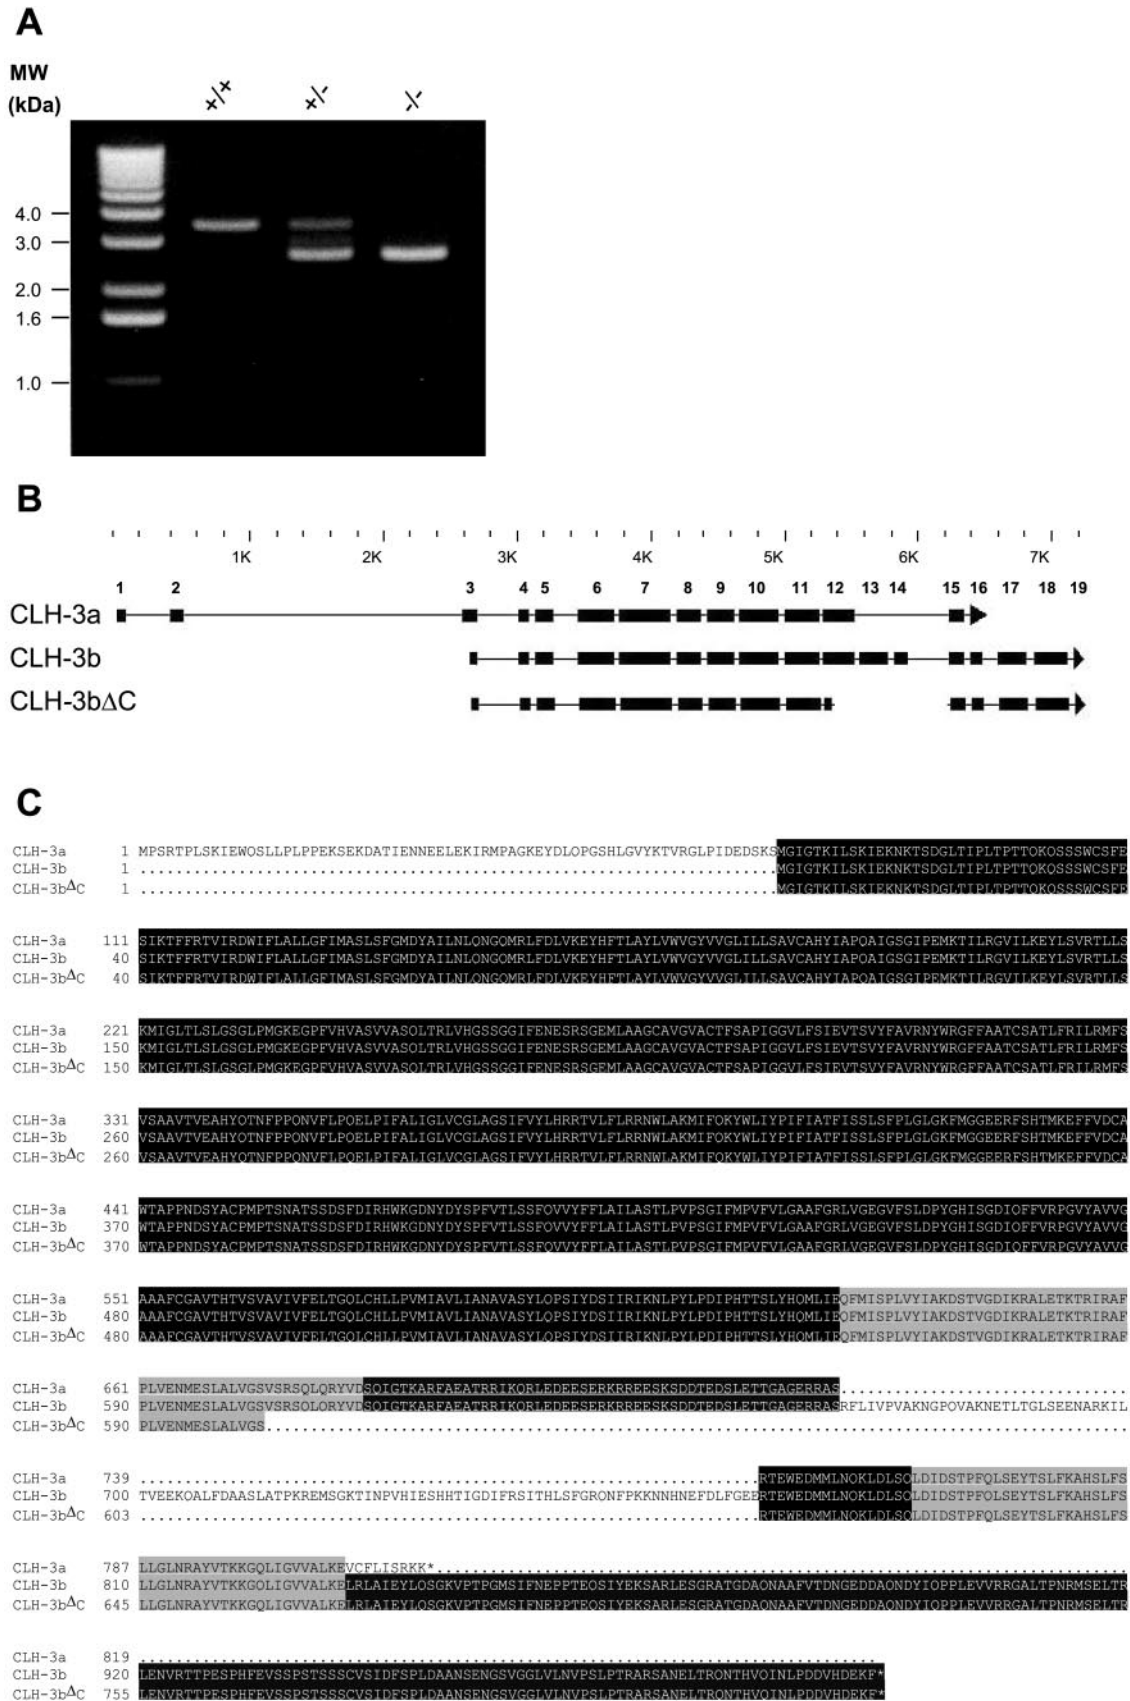 A
MW
(kDa)
+/+ +/- -/-
4.0
3.0
2.0
1.6
1.0
B
1K 2K 3K 4K 5K 6K 7K
1 2 3 4 5 6 7 8 9 10 11 12 13 14 15 16 17 18 19
CLH-3a
CLH-3b
CLH-3bΔC
C
CLH-3a 1 MPSRTPLSKIEWQSLLPLPPEKSEKDATIENNEELEKIRMPAGKEYDLQPGSHLGVYKTVRGLPIDEDSKSMGIGTKILSKIEKNKTSDGLTIPLTPTTQKQSSSWCSFE
CLH-3b 1 .......................................................................MGIGTKILSKIEKNKTSDGLTIPLTPTTQKQSSSWCSFE
CLH-3bΔC 1 .......................................................................MGIGTKILSKIEKNKTSDGLTIPLTPTTQKQSSSWCSFE
CLH-3a 111 SIKTFFRTVIRDWIFLALLGFIMASLSFGMDYAILNLQNGQMRLFDLVKEYHFTLAYLVWVGYVVGLILLSAVCAHYIAPQAIGSGIPEMKTILRGVILKEYLSVRTLLS
CLH-3b 40 SIKTFFRTVIRDWIFLALLGFIMASLSFGMDYAILNLQNGQMRLFDLVKEYHFTLAYLVWVGYVVGLILLSAVCAHYIAPQAIGSGIPEMKTILRGVILKEYLSVRTLLS
CLH-3bΔC 40 SIKTFFRTVIRDWIFLALLGFIMASLSFGMDYAILNLQNGQMRLFDLVKEYHFTLAYLVWVGYVVGLILLSAVCAHYIAPQAIGSGIPEMKTILRGVILKEYLSVRTLLS
CLH-3a 221 KMIGLTLSLGSGLPMGKEGPFVHVASVVASQLTRLVHGSSGGIFENESRSGEMLAAGCAVGVACTFSAPIGGVLFSIEVTSVYFAVRNYWRGFFAATCSATLFRILRMFS
CLH-3b 150 KMIGLTLSLGSGLPMGKEGPFVHVASVVASQLTRLVHGSSGGIFENESRSGEMLAAGCAVGVACTFSAPIGGVLFSIEVTSVYFAVRNYWRGFFAATCSATLFRILRMFS
CLH-3bΔC 150 KMIGLTLSLGSGLPMGKEGPFVHVASVVASQLTRLVHGSSGGIFENESRSGEMLAAGCAVGVACTFSAPIGGVLFSIEVTSVYFAVRNYWRGFFAATCSATLFRILRMFS
CLH-3a 331 VSAAVTVEAHYQTNFPPQNVFLPQELPIFALIGLVCGLAGSIFVYLHRRTVLFLRRNWLAKMIFQKYWLIYPIFIATFISSLSFPLGLGKFMGGEERFSHTMKEFFVDCA
CLH-3b 260 VSAAVTVEAHYQTNFPPQNVFLPQELPIFALIGLVCGLAGSIFVYLHRRTVLFLRRNWLAKMIFQKYWLIYPIFIATFISSLSFPLGLGKFMGGEERFSHTMKEFFVDCA
CLH-3bΔC 260 VSAAVTVEAHYQTNFPPQNVFLPQELPIFALIGLVCGLAGSIFVYLHRRTVLFLRRNWLAKMIFQKYWLIYPIFIATFISSLSFPLGLGKFMGGEERFSHTMKEFFVDCA
CLH-3a 441 WTAPPNDSYACPMPTSNATSSDSFDIRHWKGDNYDYSPFVTLSSFQVVYFFLAILASTLPVPSGIFMPVFVLGAAFGRLVGEGVFSLDPYGHISGDIQFFVRPGVYAVVG
CLH-3b 370 WTAPPNDSYACPMPTSNATSSDSFDIRHWKGDNYDYSPFVTLSSFQVVYFFLAILASTLPVPSGIFMPVFVLGAAFGRLVGEGVFSLDPYGHISGDIQFFVRPGVYAVVG
CLH-3bΔC 370 WTAPPNDSYACPMPTSNATSSDSFDIRHWKGDNYDYSPFVTLSSFQVVYFFLAILASTLPVPSGIFMPVFVLGAAFGRLVGEGVFSLDPYGHISGDIQFFVRPGVYAVVG
CLH-3a 551 AAAFCGAVTHTVSVAVIVFELTGQLCHLLPVMIAVLIANAVASYLQPSIYDSIIRIKNLPYLPDIPHTTSLYHQMLIEQFMISPLVYIAKDSTVGDIKRALETKTRIRAF
CLH-3b 480 AAAFCGAVTHTVSVAVIVFELTGQLCHLLPVMIAVLIANAVASYLQPSIYDSIIRIKNLPYLPDIPHTTSLYHQMLIEQFMISPLVYIAKDSTVGDIKRALETKTRIRAF
CLH-3bΔC 480 AAAFCGAVTHTVSVAVIVFELTGQLCHLLPVMIAVLIANAVASYLQPSIYDSIIRIKNLPYLPDIPHTTSLYHQMLIEQFMISPLVYIAKDSTVGDIKRALETKTRIRAF
CLH-3a 661 PLVENMESLALVGSVSRSQLQRYVDSQIGTKARFAEATRRIKQRLEDEESERKRREESKSDDTEDSLETTGAGERRAS................................
CLH-3b 590 PLVENMESLALVGSVSRSQLQRYVDSQIGTKARFAEATRRIKQRLEDEESERKRREESKSDDTEDSLETTGAGERRASRFLIVPVAKNGPQVAKNETLTGLSEENARKIL
CLH-3bΔC 590 PLVENMESLALVGS................................................................................................
CLH-3a 739 .....................................................................RTEWEDMMLNQKLDLSQLDIDSTPFQLSEYTSLFKAHSLFS
CLH-3b 700 TVEEKQALFDAASLATPKREMSGKTINPVHIESHHTIGDIFRSITHLSFGRQNFPKKNNHNEFDLFGEERTEWEDMMLNQKLDLSQLDIDSTPFQLSEYTSLFKAHSLFS
CLH-3bΔC 603 .....................................................................RTEWEDMMLNQKLDLSQLDIDSTPFQLSEYTSLFKAHSLFS
CLH-3a 787 LLGLNRAYVTKKGQLIGVVALKEVCFLISRKK*.............................................................................
CLH-3b 810 LLGLNRAYVTKKGQLIGVVALKELRLAIEYLQSGKVPTPGMSIFNEPPTEQSIYEKSARLESGRATGDAQNAAFVTDNGEDDAQNDYIQPPLEVVRRGALTPNRMSELTR
CLH-3bΔC 645 LLGLNRAYVTKKGQLIGVVALKELRLAIEYLQSGKVPTPGMSIFNEPPTEQSIYEKSARLESGRATGDAQNAAFVTDNGEDDAQNDYIQPPLEVVRRGALTPNRMSELTR
CLH-3a 819 ...................................................................................
CLH-3b 920 LENVRTTPESPHFEVSSPSTSSSCVSIDFSPLDAANSENGSVGGLVLNVPSLPTRARSANELTRQNTHVQINLPDDVHDEKF*
CLH-3bΔC 755 LENVRTTPESPHFEVSSPSTSSSCVSIDFSPLDAANSENGSVGGLVLNVPSLPTRARSANELTRQNTHVQINLPDDVHDEKF*